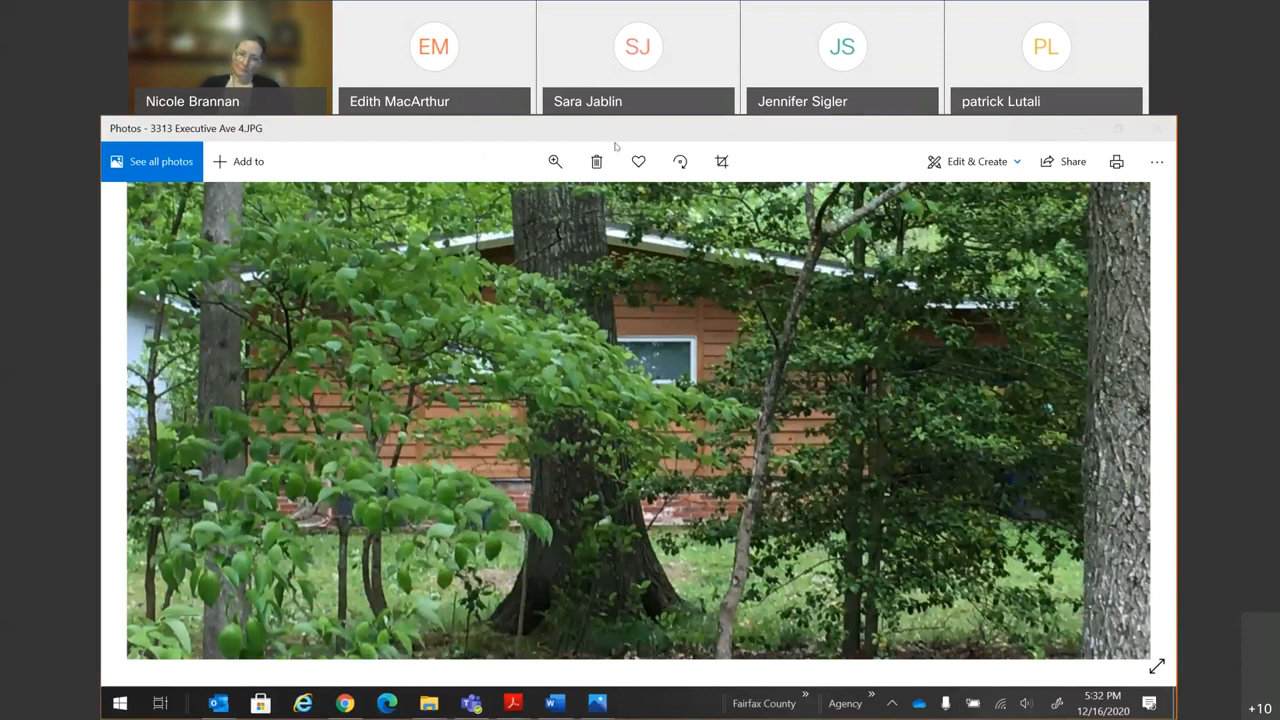 EM
SJ
JS
PL
Nicole Brannan
Edith MacArthur
Sara Jablin
Jennifer Sigler
patrick Lutali
Photos - 3313 Executive Ave 4.JPG
See all photos
Add to
Edit & Create
Share
Fairfax County
Agency
5:32 PM
12/16/2020
+10